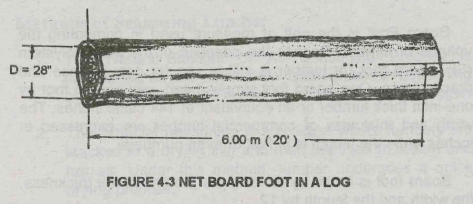 D = 28"
6.00 m ( 20' )
FIGURE 4-3 NET BOARD FOOT IN A LOG